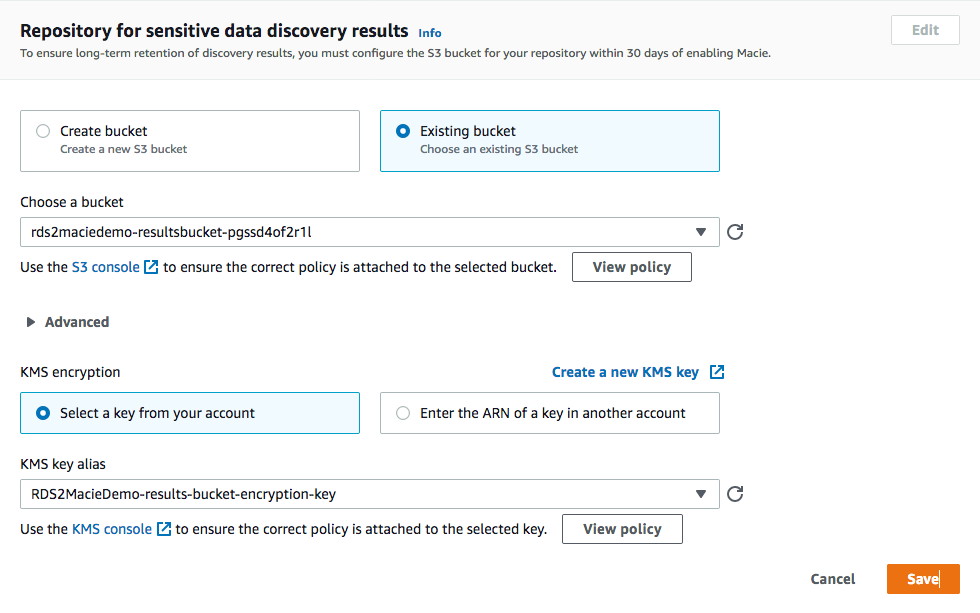 Repository for sensitive data discovery results Info
Edit
To ensure long-term retention of discovery results, you must configure the S3 bucket for your repository within 30 days of enabling Macie.
Create bucket
Create a new S3 bucket
Existing bucket
Choose an existing S3 bucket
Choose a bucket
rds2maciedemo-resultsbucket-pgssd4of2r1l
Use the S3 console to ensure the correct policy is attached to the selected bucket.
View policy
Advanced
KMS encryption
Create a new KMS key
Select a key from your account
Enter the ARN of a key in another account
KMS key alias
RDS2MacieDemo-results-bucket-encryption-key
Use the KMS console to ensure the correct policy is attached to the selected key.
View policy
Cancel
Save